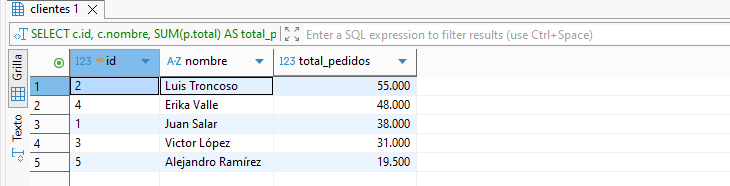 clientes 1
SELECT c.id, c.nombre, SUM(p.total) AS total_p Enter a SQL expression to filter results (use Ctrl+Space)
Grilla
Texto
123 id A-Z nombre 123 total_pedidos
1 2 Luis Troncoso 55.000
2 4 Erika Valle 48.000
3 1 Juan Salar 38.000
4 3 Victor López 31.000
5 5 Alejandro Ramírez 19.500